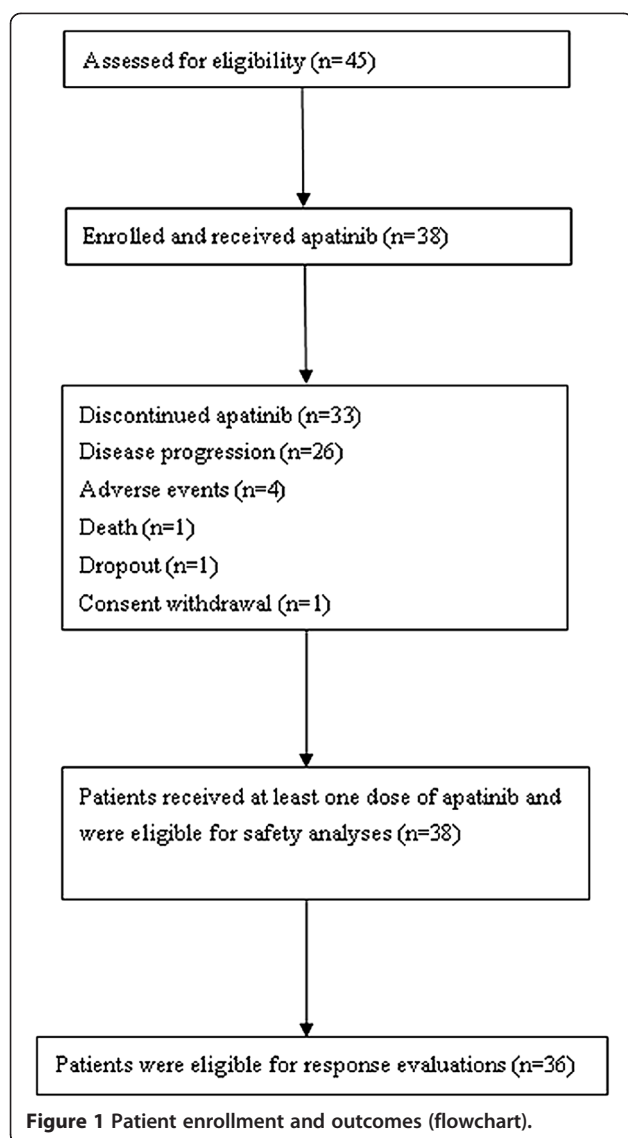 Assessed for eligibility (n=45)
Enrolled and received apatinib (n=38)
Discontinued apatinib (n=33)
Disease progression (n=26)
Adverse events (n=4)
Death (n=1)
Dropout (n=1)
Consent withdrawal (n=1)
Patients received at least one dose of apatinib and
were eligible for safety analyses (n=38)
Patients were eligible for response evaluations (n=36)
Figure 1 Patient enrollment and outcomes (flowchart).